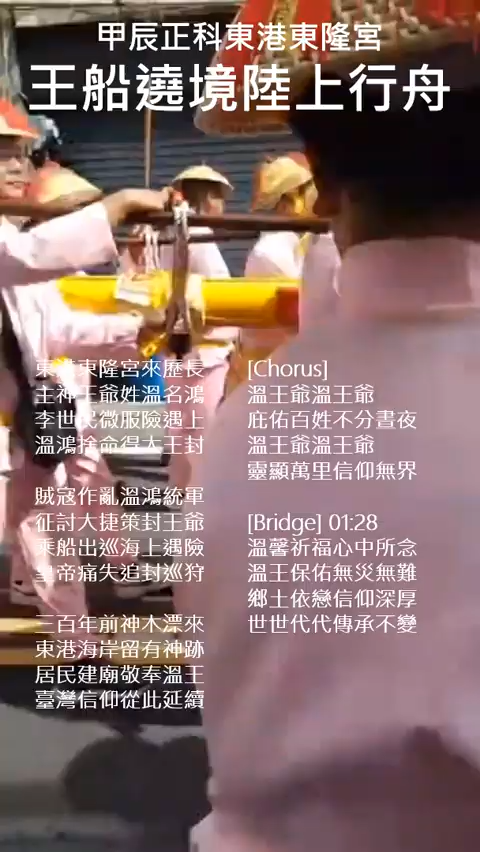 甲辰正科東港東隆宮
王船遶境陸上行舟
東港東隆宮來歷長
主神王爺姓溫名鴻
李世民微服險遇上
溫鴻捨命得大王封
賊寇作亂溫鴻統軍
征討大捷策封王爺
乘船出巡海上遇險
皇帝痛失追封巡狩
三百年前神木漂來
東港海岸留有神跡
居民建廟敬奉溫王
臺灣信仰從此延續
[Chorus]
溫王爺溫王爺
庇佑百姓不分晝夜
溫王爺溫王爺
靈顯萬里信仰無界
[Bridge] 01:28
溫馨祈福心中所念
溫王保佑無災無難
鄉土依戀信仰深厚
世世代代傳承不變